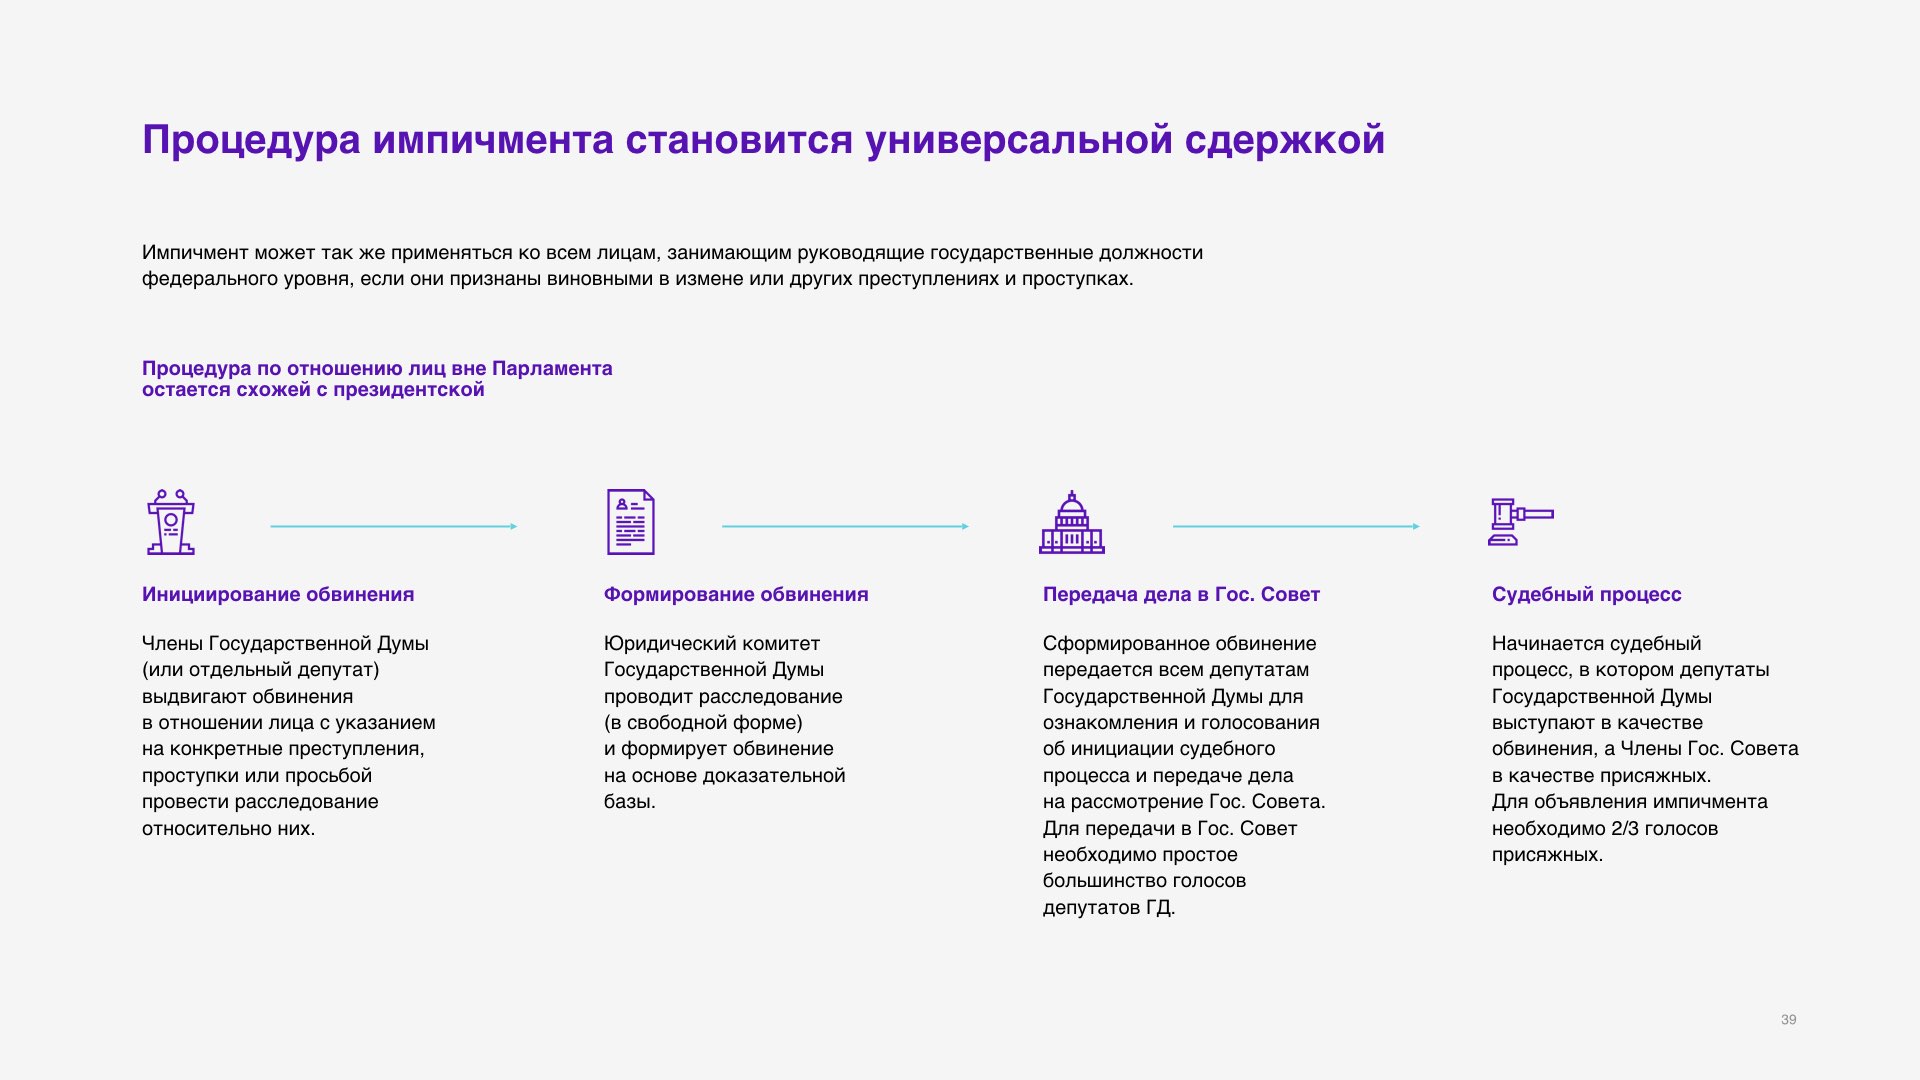 Процедура импичмента становится универсальной сдержкой
Импичмент может так же применяться ко всем лицам, занимающим руководящие государственные должности
федерального уровня, если они признаны виновными в измене или других преступлениях и проступках.
Процедура по отношению лиц вне Парламента
остается схожей с президентской
Инициирование обвинения
Члены Государственной Думы
(или отдельный депутат)
выдвигают обвинения
в отношении лица с указанием
на конкретные преступления,
проступки или просьбой
провести расследование
относительно них.
Формирование обвинения
Юридический комитет
Государственной Думы
проводит расследование
(в свободной форме)
и формирует обвинение
на основе доказательной
базы.
Передача дела в Гос. Совет
Сформированное обвинение
передается всем депутатам
Государственной Думы для
ознакомления и голосования
об инициации судебного
процесса и передаче дела
на рассмотрение Гос. Совета.
Для передачи в Гос. Совет
необходимо простое
большинство голосов
депутатов ГД.
Судебный процесс
Начинается судебный
процесс, в котором депутаты
Государственной Думы
выступают в качестве
обвинения, а Члены Гос. Совета
в качестве присяжных.
Для объявления импичмента
необходимо 2/3 голосов
присяжных.
39